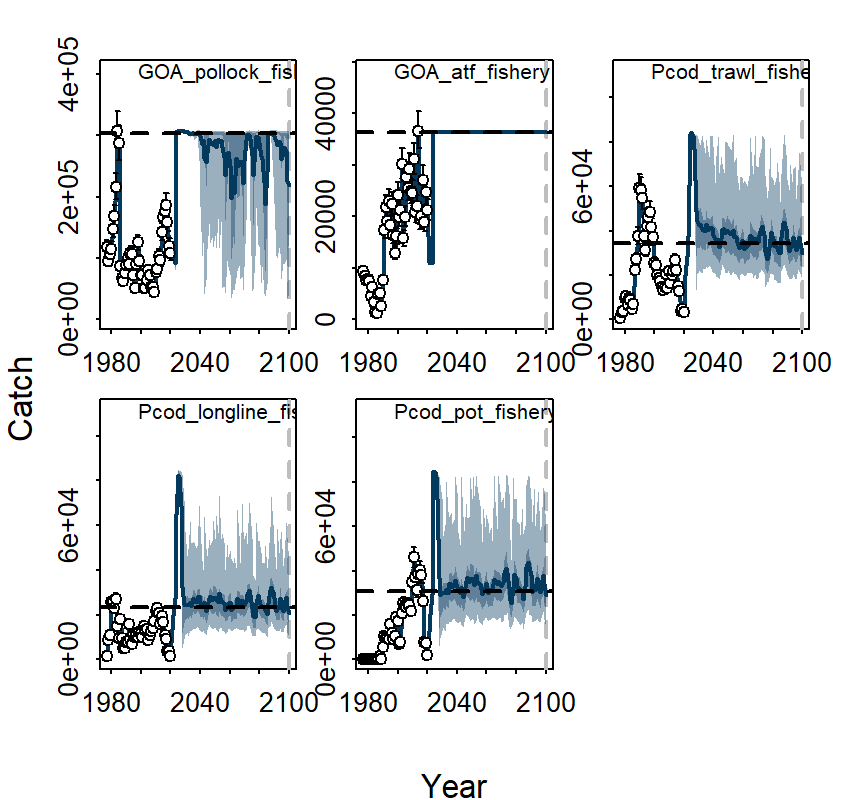 GOA_pollock_fis
GOA_atf_fishery
Pcod_trawl_fishe
0e+00 2e+05 4e+05
0 20000 40000
0e+00 6e+04
1980 2040 2100
1980 2040 2100
1980 2040 2100
Catch
Pcod_longline_fis
Pcod_pot_fishery
0e+00 6e+04
0e+00 6e+04
1980 2040 2100
1980 2040 2100
Year